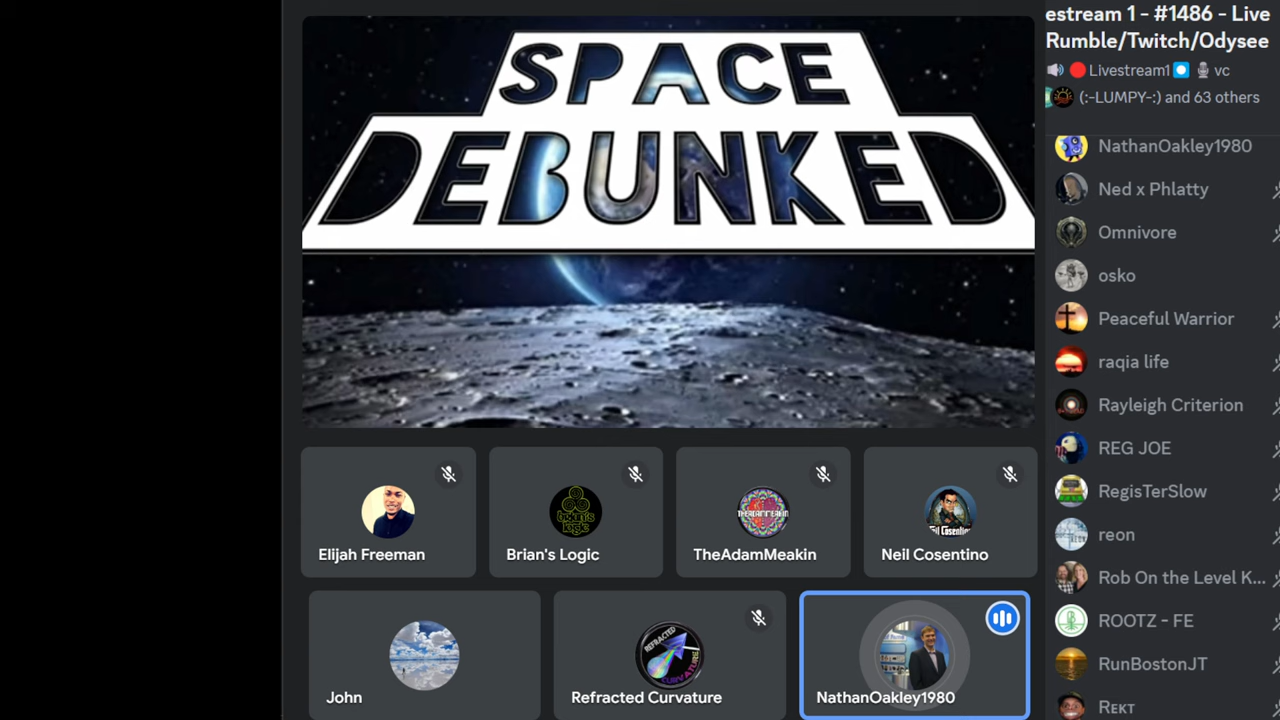 SPACE
DEBUNKED
Elijah Freeman
Brian's Logic
TheAdamMeakin
Neil Cosentino
John
Refracted Curvature
NathanOakley1980
estream 1 - #1486 - Live
Rumble/Twitch/Odysee
Livestream1 vc
(:-LUMPY-:) and 63 others
NathanOakley1980
Ned x Phlatty
Omnivore
osko
Peaceful Warrior
raqia life
Rayleigh Criterion
REG JOE
RegisTerSlow
reon
Rob On the Level K...
ROOTZ - FE
RunBostonJT
Rᴇᴋᴛ